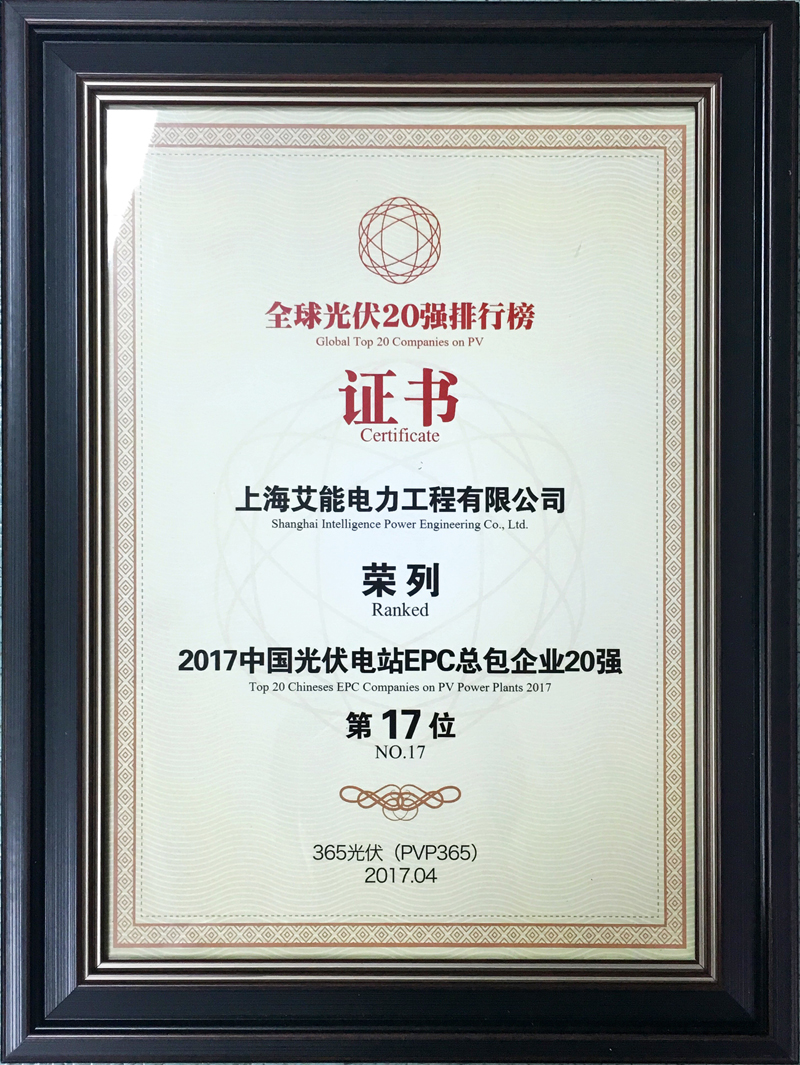 全球光伏20强排行榜
Global Top 20 Companies on PV
证书
Certificate
上海艾能电力工程有限公司
Shanghai Intelligence Power Engineering Co., Ltd.
荣列
Ranked
2017中国光伏电站EPC总包企业20强
Top 20 Chineses EPC Companies on PV Power Plants 2017
第17位
NO.17
365光伏（PVP365）
2017.04